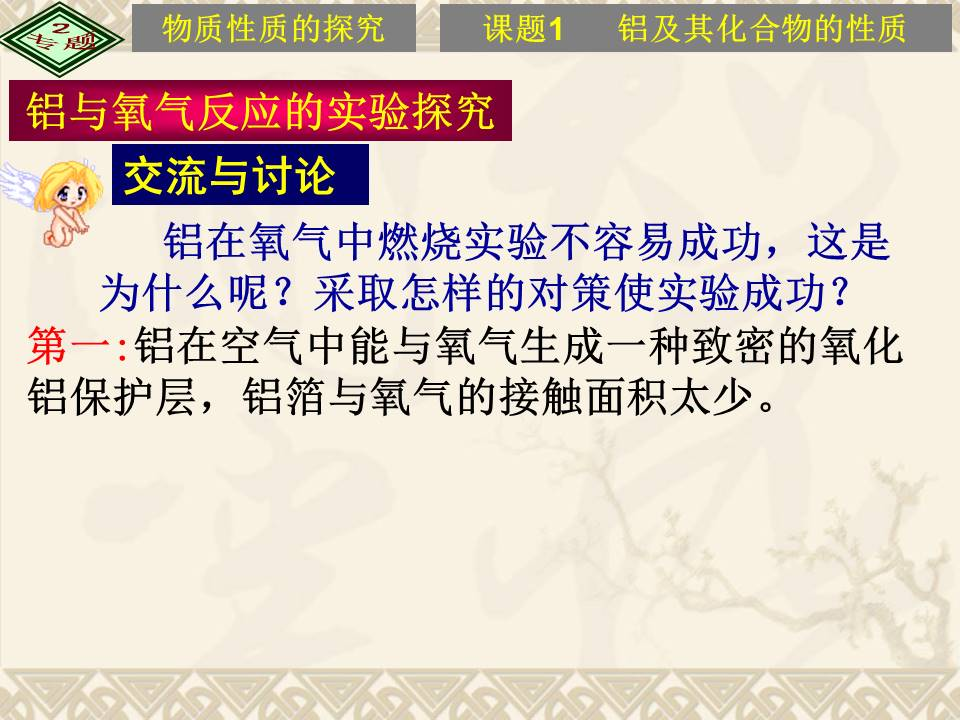 2
专题
物质性质的探究
课题1 铝及其化合物的性质
铝与氧气反应的实验探究
交流与讨论
铝在氧气中燃烧实验不容易成功，这是
为什么呢？采取怎样的对策使实验成功？
第一:铝在空气中能与氧气生成一种致密的氧化
铝保护层，铝箔与氧气的接触面积太少。